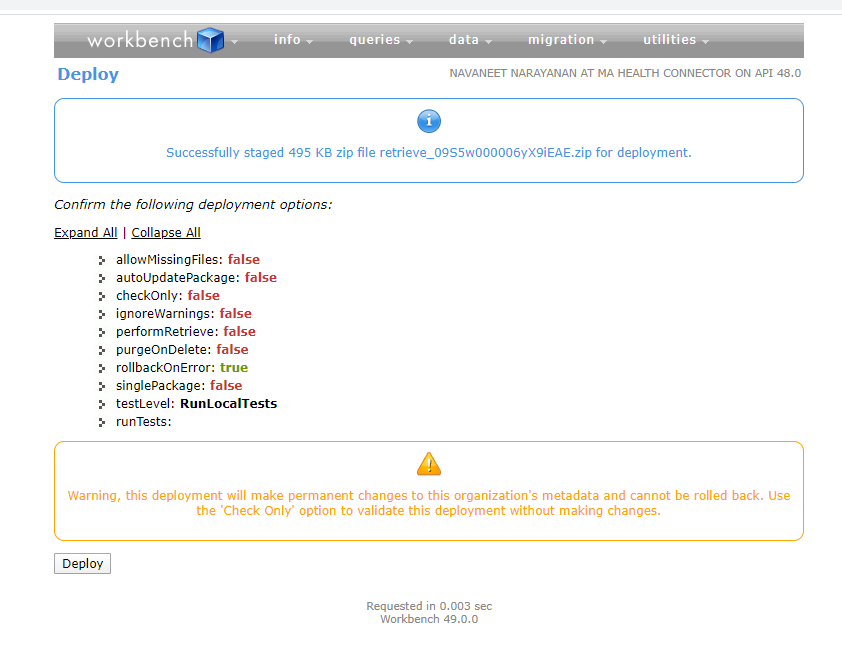 workbench info queries data migration utilities
Deploy NAVANEET NARAYANAN AT MA HEALTH CONNECTOR ON API 48.0
Successfully staged 495 KB zip file retrieve_09S5w000006yX9iEAE.zip for deployment.
Confirm the following deployment options:
Expand All | Collapse All
allowMissingFiles: false
autoUpdatePackage: false
checkOnly: false
ignoreWarnings: false
performRetrieve: false
purgeOnDelete: false
rollbackOnError: true
singlePackage: false
testLevel: RunLocalTests
runTests:
Warning, this deployment will make permanent changes to this organization's metadata and cannot be rolled back. Use
the 'Check Only' option to validate this deployment without making changes.
Deploy
Requested in 0.003 sec
Workbench 49.0.0